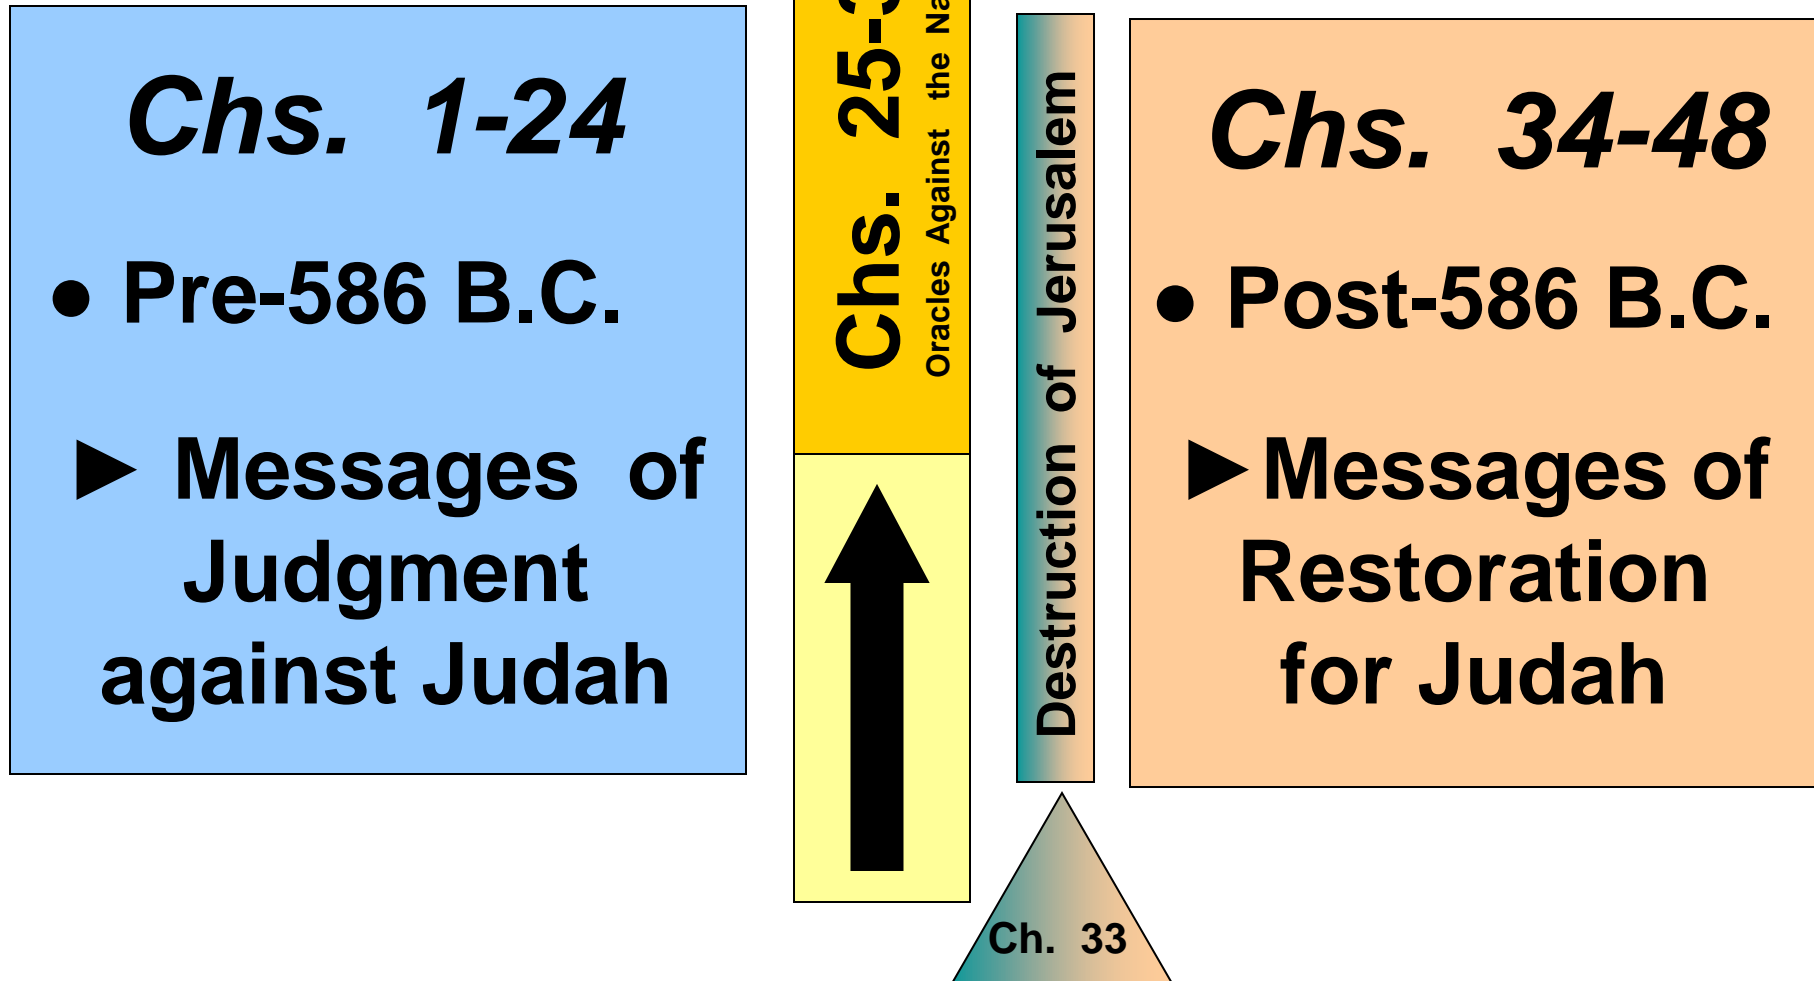 Chs. 1-24
● Pre-586 B.C.
► Messages of
Judgment
against Judah
Chs. 25-
Oracles Against the
Destruction of Jerusalem
Ch. 33
Chs. 34-48
● Post-586 B.C.
► Messages of
Restoration
for Judah